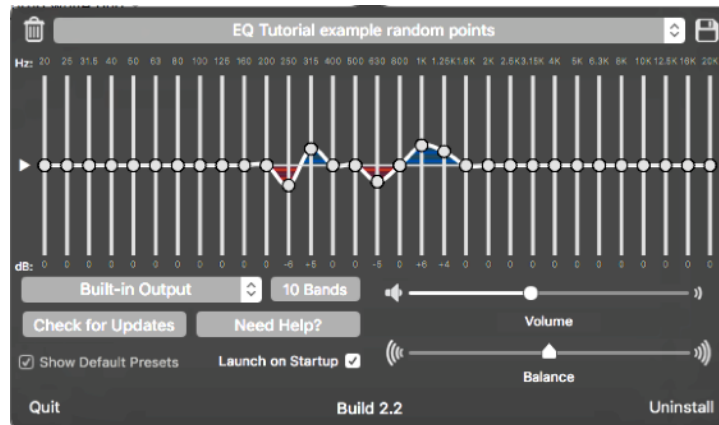 EQ Tutorial example random points
Hz: 20 25 31.5 40 50 63 80 100 125 160 200 250 315 400 500 630 800 1K 1.25K 1.6K 2K 2.5K 3.15K 4K 5K 6.3K 8K 10K 12.5K 16K 20K
dB: 0 0 0 0 0 0 0 0 0 0 0 -6 +5 0 0 -5 0 +6 +4 0 0 0 0 0 0 0 0 0 0 0 0
Built-in Output 10 Bands
Check for Updates Need Help? Volume
Show Default Presets Launch on Startup
Balance
Quit Build 2.2 Uninstall